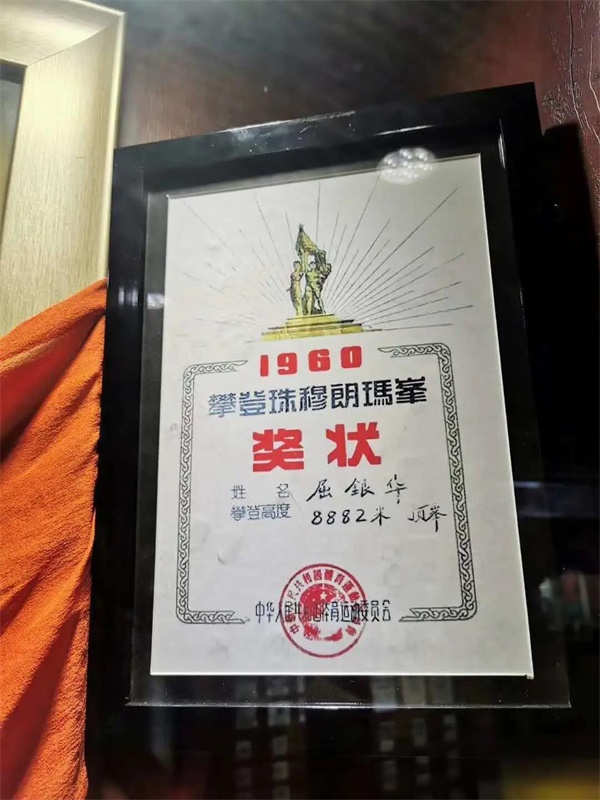 1960
攀登珠穆朗瑪峯
奖状
姓名 屈銀华
攀登高度 8882米 顶峯
中华人民共和国体育运动委员会